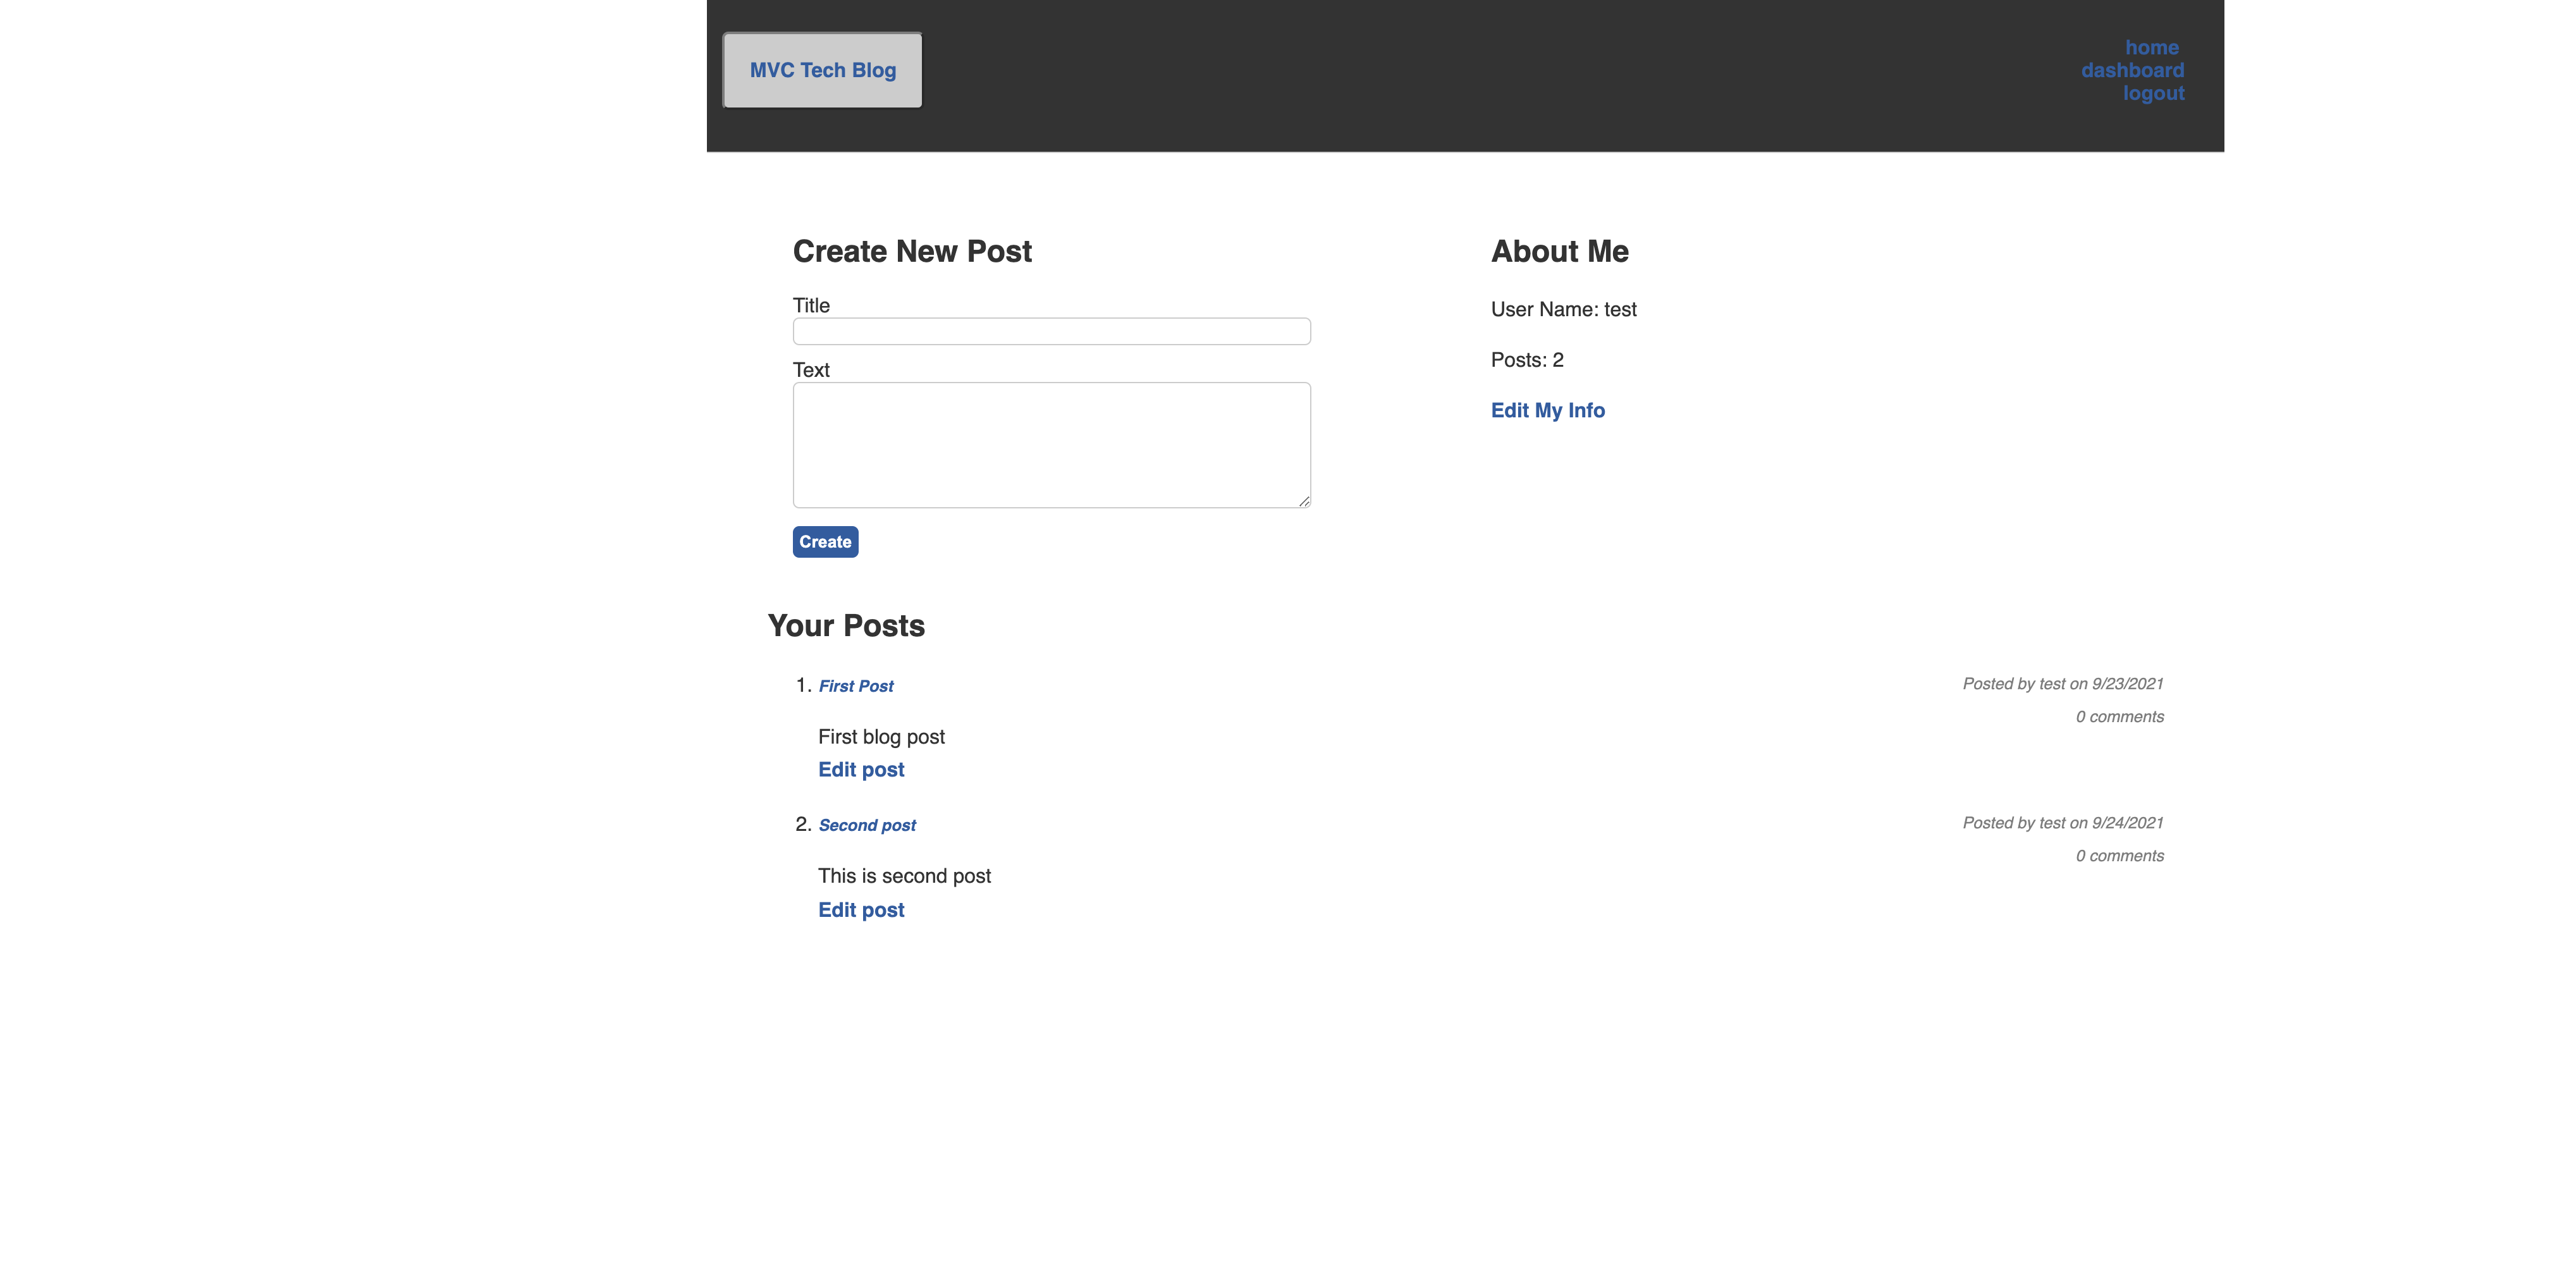 MVC Tech Blog
home
dashboard
logout
Create New Post
Title
Text
Create
About Me
User Name: test
Posts: 2
Edit My Info
Your Posts
1. First Post
Posted by test on 9/23/2021
0 comments
First blog post
Edit post
2. Second post
Posted by test on 9/24/2021
0 comments
This is second post
Edit post